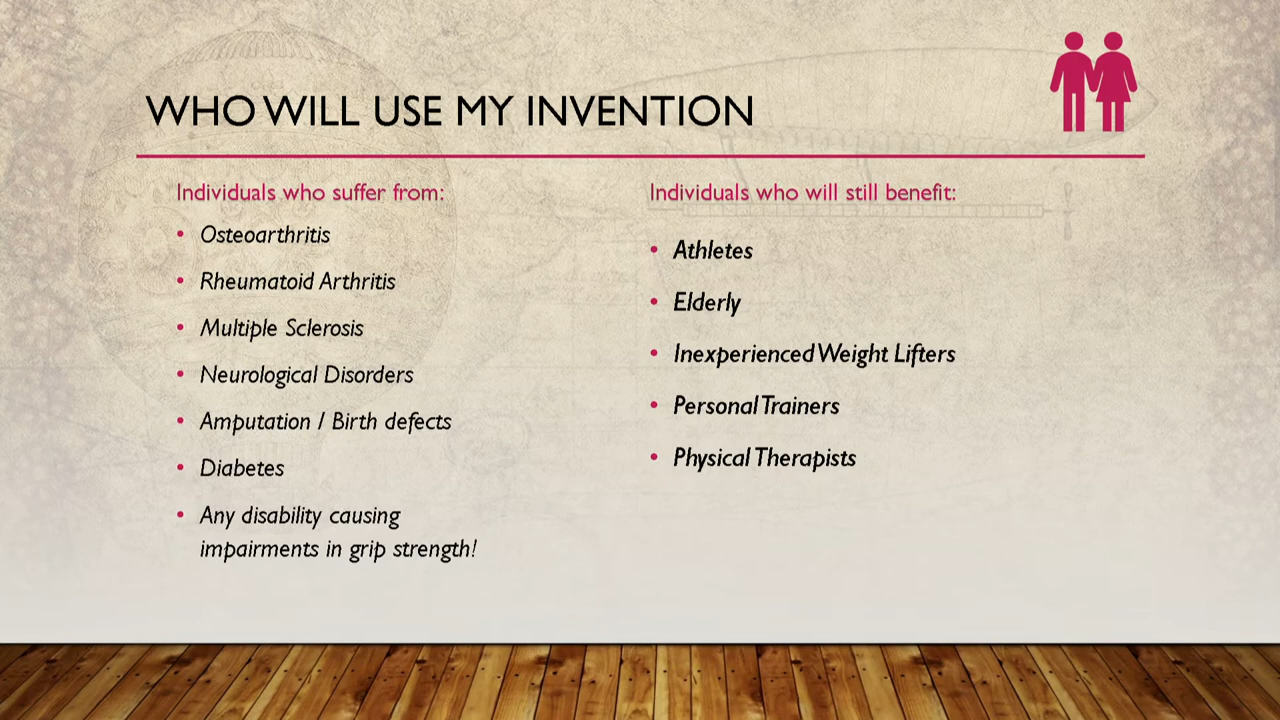 WHO WILL USE MY INVENTION
Individuals who suffer from:
• Osteoarthritis
• Rheumatoid Arthritis
• Multiple Sclerosis
• Neurological Disorders
• Amputation / Birth defects
• Diabetes
• Any disability causing
impairments in grip strength!
Individuals who will still benefit:
• Athletes
• Elderly
• Inexperienced Weight Lifters
• Personal Trainers
• Physical Therapists